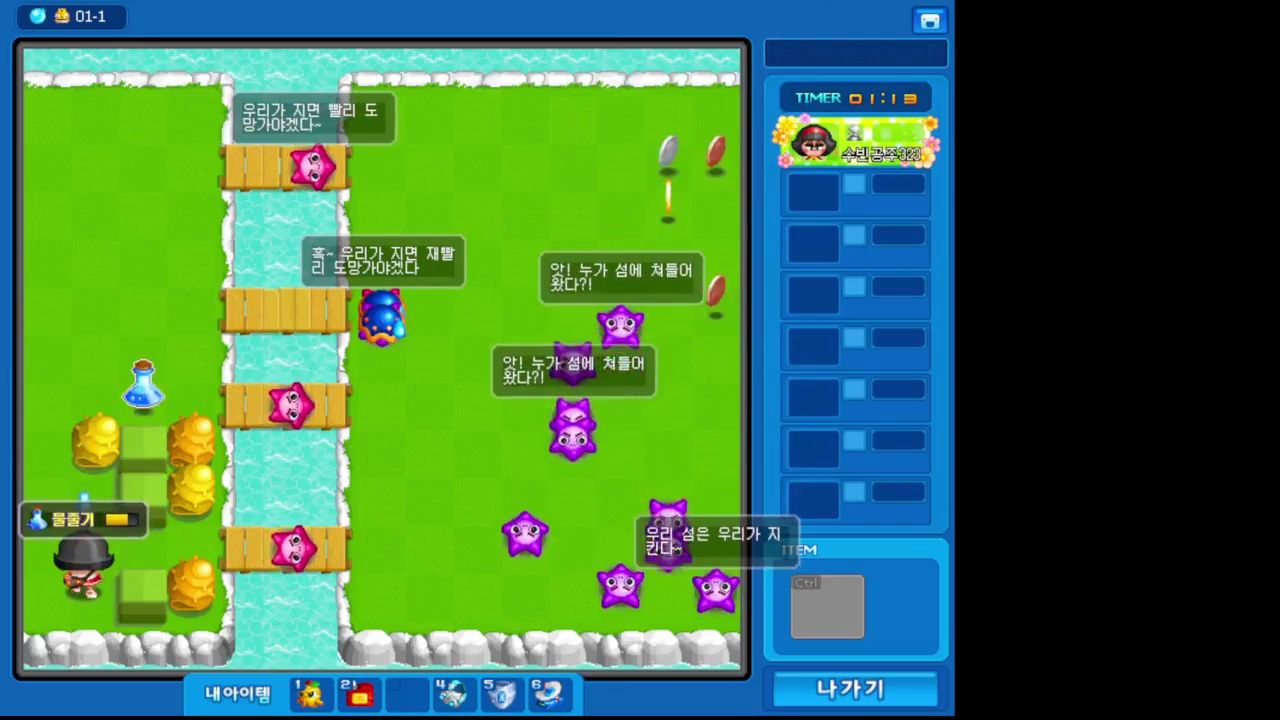 01-1
우리가 지면 빨리 도
망가야겠다~
흑~ 우리가 지면 재빨
리 도망가야겠다
앗! 누가 섬에 쳐들어
왔다?!
앗! 누가 섬에 쳐들어
왔다?!
우리 섬은 우리가 지
킨다~
물줄기
TIMER 01:13
수빈공주323
ITEM
Ctrl
내아이템
1
2
4
5
6
나가기